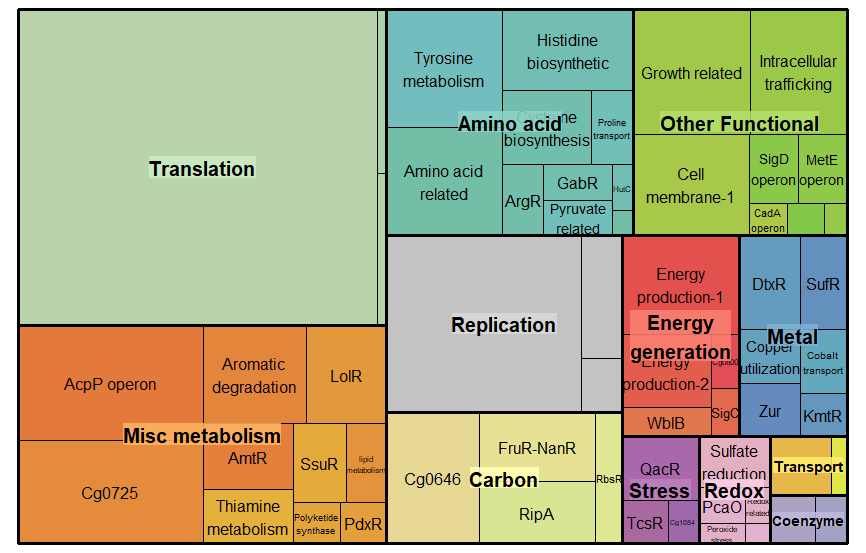 Translation
Tyrosine
metabolism
Histidine
biosynthetic
Amino acid
biosynthesis
Proline
transport
Amino acid
related
ArgR
GabR
HutC
Pyruvate
related
Growth related
Intracellular
trafficking
Other Functional
Cell
membrane-1
SigD
operon
MetE
operon
CadA
operon
Replication
Energy
production-1
Energy
generation
Energy
production-2
WblB
SigC
DtxR
SufR
Metal
Copper
utilization
Cobalt
transport
Zur
KmtR
AcpP operon
Aromatic
degradation
LolR
Misc metabolism
Cg0725
AmtR
SsuR
lipid
metabolism
Thiamine
metabolism
Polyketide
synthase
PdxR
Cg0646
FruR-NanR
Carbon
RbsR
RipA
QacR
Stress
TcsR
Cg1084
Sulfate
reduction
Redox
PcaO
Redox
related
Peroxide
stress
Transport
Coenzyme